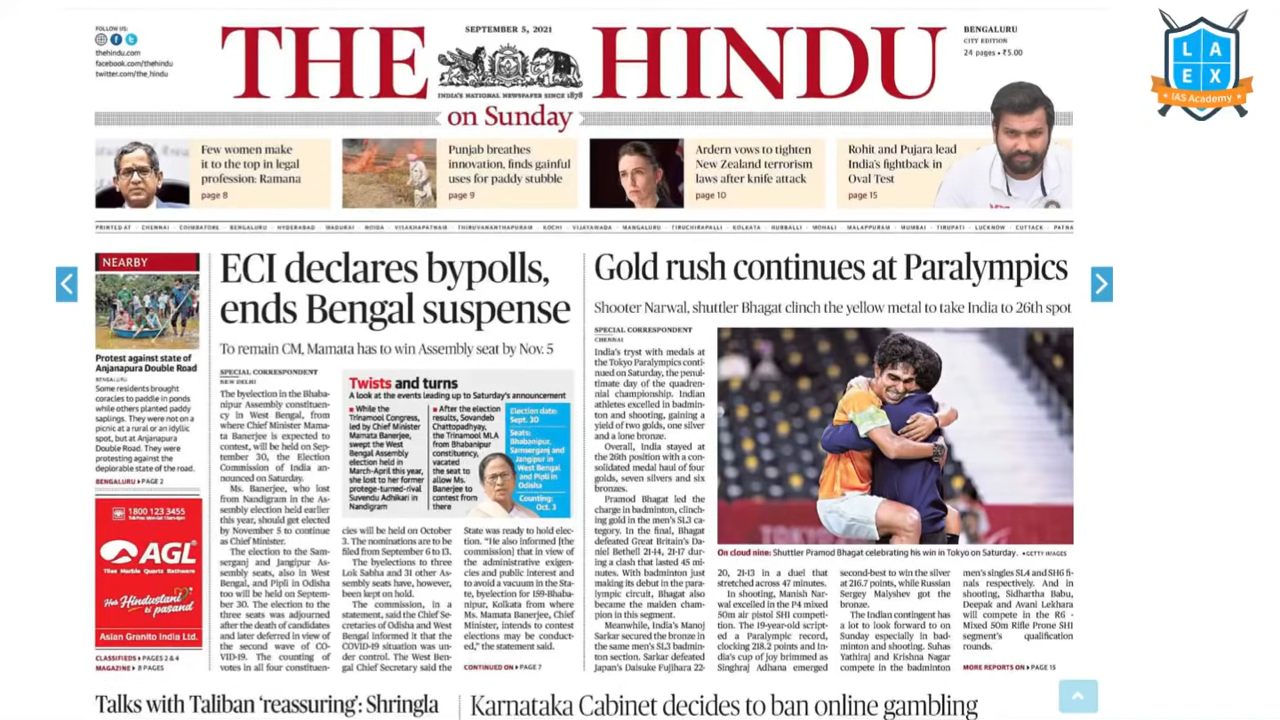 FOLLOW US:
thehindu.com
facebook.com/thehindu
twitter.com/the_hindu
THE HINDU
SEPTEMBER 5, 2021
INDIA'S NATIONAL NEWSPAPER SINCE 1878
on Sunday
BENGALURU
CITY EDITION
24 pages • ₹5.00
L A
E X
IAS Academy
Few women make
it to the top in legal
profession: Ramana
page 8
Punjab breathes
innovation, finds gainful
uses for paddy stubble
page 9
Ardern vows to tighten
New Zealand terrorism
laws after knife attack
page 10
Rohit and Pujara lead
India's fightback in
Oval Test
page 15
PRINTED AT · CHENNAI · COIMBATORE · BENGALURU · HYDERABAD · MADURAI · NOIDA · VISAKHAPATNAM · THIRUVANANTHAPURAM · KOCHI · VIJAYAWADA · MANGALURU · TIRUCHIRAPALLI · KOLKATA · HUBBALLI · MOHALI · MALAPPURAM · MUMBAI · TIRUPATI · LUCKNOW · CUTTACK · PATNA
NEARBY
Protest against state of
Anjanapura Double Road
BENGALURU
Some residents brought
coracles to paddle in ponds
while others planted paddy
saplings. They were not on a
picnic at a rural or an idyllic
spot, but at Anjanapura
Double Road. They were
protesting against the
deplorable state of the road.
BENGALURU PAGE 2
1800 123 3455
AGL
Tiles Marble Quartz Bathware
Har Hindustani
ki pasand
Asian Granito India Ltd.
CLASSIFIEDS PAGES 2 & 4
MAGAZINE 8 PAGES
ECI declares bypolls,
ends Bengal suspense
To remain CM, Mamata has to win Assembly seat by Nov. 5
SPECIAL CORRESPONDENT
NEW DELHI
The byelection in the Bhaba-
nipur Assembly constituen-
cy in West Bengal, from
where Chief Minister Mama-
ta Banerjee is expected to
contest, will be held on Sep-
tember 30, the Election
Commission of India an-
nounced on Saturday.
Ms. Banerjee, who lost
from Nandigram in the As-
sembly election held earlier
this year, should get elected
by November 5 to continue
as Chief Minister.
The election to the Sam-
serganj and Jangipur As-
sembly seats, also in West
Bengal, and Pipli in Odisha
too will be held on Septem-
ber 30. The election to the
three seats was adjourned
after the death of candidates
and later deferred in view of
the second wave of CO-
VID-19. The counting of
votes in all four constituen-
Twists and turns
A look at the events leading up to Saturday's announcement
While the
Trinamool Congress,
led by Chief Minister
Mamata Banerjee,
swept the West
Bengal Assembly
election held in
March-April this year,
she lost to her former
protege-turned-rival
Suvendu Adhikari in
Nandigram
After the election
results, Sovandeb
Chattopadhyay,
the Trinamool MLA
from Bhabanipur
constituency,
vacated
the seat to
allow Ms.
Banerjee to
contest from
there
Election date:
Sept. 30
Seats:
Bhabanipur,
Samserganj and
Jangipur in
West Bengal
and Pipli in
Odisha
Counting:
Oct. 3
cies will be held on October
3. The nominations are to be
filed from September 6 to 13.
The byelections to three
Lok Sabha and 31 other As-
sembly seats have, however,
been kept on hold.
The commission, in a
statement, said the Chief Se-
cretaries of Odisha and West
Bengal informed it that the
COVID-19 situation was un-
der control. The West Ben-
gal Chief Secretary said the
State was ready to hold elec-
tion. "He also informed [the
commission] that in view of
the administrative exigen-
cies and public interest and
to avoid a vacuum in the Sta-
te, byelection for 159-Bhaba-
nipur, Kolkata from where
Ms. Mamata Banerjee, Chief
Minister, intends to contest
elections may be conduct-
ed," the statement said.
CONTINUED ON PAGE 7
Gold rush continues at Paralympics
Shooter Narwal, shuttler Bhagat clinch the yellow metal to take India to 26th spot
SPECIAL CORRESPONDENT
CHENNAI
India's tryst with medals at
the Tokyo Paralympics conti-
nued on Saturday, the penul-
timate day of the quadren-
nial championship. Indian
athletes excelled in badmin-
ton and shooting, gaining a
yield of two golds, one silver
and a lone bronze.
Overall, India stayed at
the 26th position with a con-
solidated medal haul of four
golds, seven silvers and six
bronzes.
Pramod Bhagat led the
charge in badminton, clinch-
ing gold in the men's SL3 ca-
tegory. In the final, Bhagat
defeated Great Britain's Da-
niel Bethell 21-14, 21-17 dur-
ing a clash that lasted 45 mi-
nutes. With badminton just
making its debut in the para-
lympic circuit, Bhagat also
became the maiden cham-
pion in this segment.
Meanwhile, India's Manoj
Sarkar secured the bronze in
the same men's SL3 badmin-
ton section. Sarkar defeated
Japan's Daisuke Fujihara 22-
On cloud nine: Shuttler Pramod Bhagat celebrating his win in Tokyo on Saturday. •GETTY IMAGES
20, 21-13 in a duel that
stretched across 47 minutes.
In shooting, Manish Nar-
wal excelled in the P4 mixed
50m air pistol SH1 competi-
tion. The 19-year-old script-
ed a Paralympic record,
clocking 218.2 points and In-
dia's cup of joy brimmed as
Singhraj Adhana emerged
second-best to win the silver
at 216.7 points, while Russian
Sergey Malyshev got the
bronze.
The Indian contingent has
a lot to look forward to on
Sunday especially in bad-
minton and shooting. Suhas
Yathiraj and Krishna Nagar
compete in the badminton
men's singles SL4 and SH6 fi-
nals respectively. And in
shooting, Sidhartha Babu,
Deepak and Avani Lekhara
will compete in the R6 -
Mixed 50m Rifle Prone SH1
segment's qualification
rounds.
MORE REPORTS ON PAGE 15
Talks with Taliban 'reassuring': Shringla
Karnataka Cabinet decides to ban online gambling